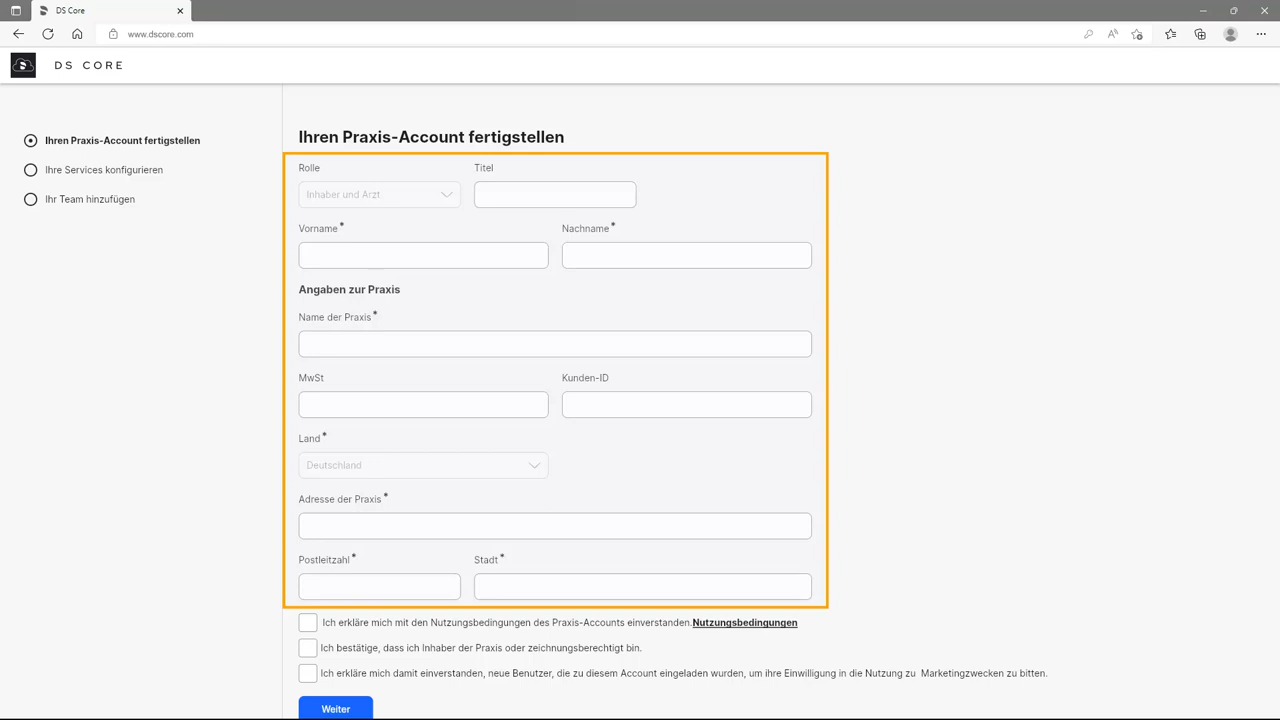 DS Core
www.dscore.com
DS CORE
Ihren Praxis-Account fertigstellen
Ihre Services konfigurieren
Ihr Team hinzufügen
Ihren Praxis-Account fertigstellen
Rolle Titel
Inhaber und Arzt
Vorname* Nachname*
Angaben zur Praxis
Name der Praxis*
MwSt Kunden-ID
Land*
Deutschland
Adresse der Praxis*
Postleitzahl* Stadt*
Ich erkläre mich mit den Nutzungsbedingungen des Praxis-Accounts einverstanden.Nutzungsbedingungen
Ich bestätige, dass ich Inhaber der Praxis oder zeichnungsberechtigt bin.
Ich erkläre mich damit einverstanden, neue Benutzer, die zu diesem Account eingeladen wurden, um ihre Einwilligung in die Nutzung zu Marketingzwecken zu bitten.
Weiter